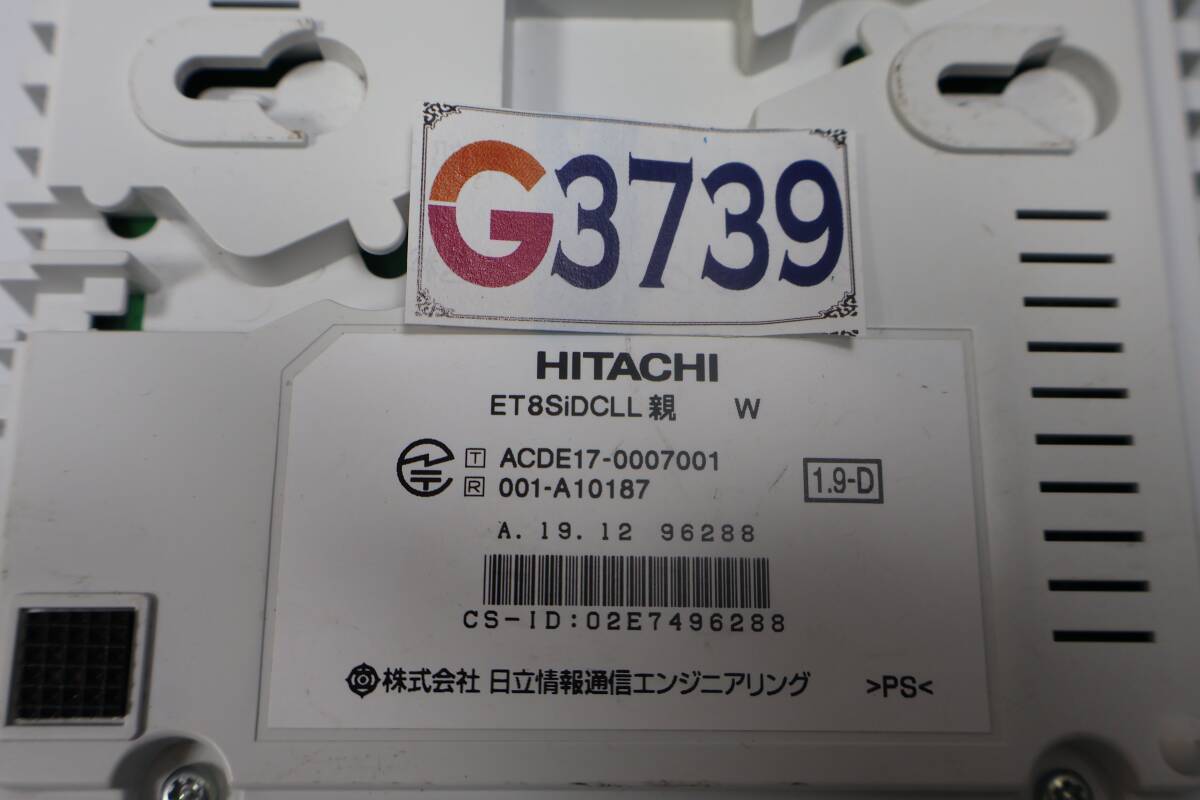 G3739
HITACHI
ET8SiDCLL 親 W
T ACDE17-0007001
R 001-A10187
1.9-D
A. 19. 12 96288
CS-ID:02E7496288
株式会社 日立情報通信エンジニアリング >PS<